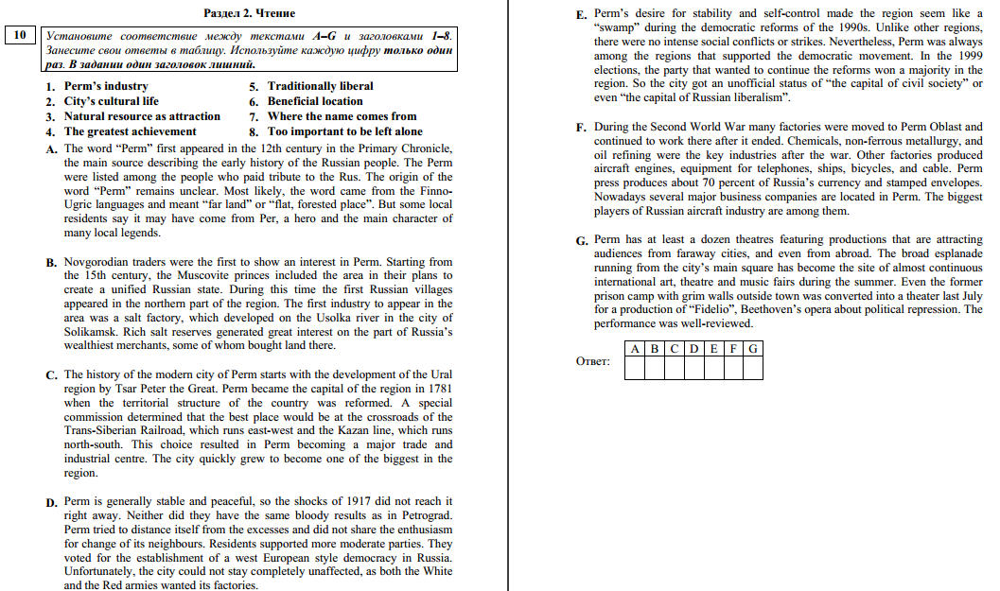 Раздел 2. Чтение
10
Установите соответствие между текстами A–G и заголовками 1–8.
Занесите свои ответы в таблицу. Используйте каждую цифру только один
раз. В задании один заголовок лишний.
1. Perm’s industry
2. City’s cultural life
3. Natural resource as attraction
4. The greatest achievement
5. Traditionally liberal
6. Beneficial location
7. Where the name comes from
8. Too important to be left alone
A. The word “Perm” first appeared in the 12th century in the Primary Chronicle,
the main source describing the early history of the Russian people. The Perm
were listed among the people who paid tribute to the Rus. The origin of the
word “Perm” remains unclear. Most likely, the word came from the Finno-
Ugric languages and meant “far land” or “flat, forested place”. But some local
residents say it may have come from Per, a hero and the main character of
many local legends.
B. Novgorodian traders were the first to show an interest in Perm. Starting from
the 15th century, the Muscovite princes included the area in their plans to
create a unified Russian state. During this time the first Russian villages
appeared in the northern part of the region. The first industry to appear in the
area was a salt factory, which developed on the Usolka river in the city of
Solikamsk. Rich salt reserves generated great interest on the part of Russia’s
wealthiest merchants, some of whom bought land there.
C. The history of the modern city of Perm starts with the development of the Ural
region by Tsar Peter the Great. Perm became the capital of the region in 1781
when the territorial structure of the country was reformed. A special
commission determined that the best place would be at the crossroads of the
Trans-Siberian Railroad, which runs east-west and the Kazan line, which runs
north-south. This choice resulted in Perm becoming a major trade and
industrial centre. The city quickly grew to become one of the biggest in the
region.
D. Perm is generally stable and peaceful, so the shocks of 1917 did not reach it
right away. Neither did they have the same bloody results as in Petrograd.
Perm tried to distance itself from the excesses and did not share the enthusiasm
for change of its neighbours. Residents supported more moderate parties. They
voted for the establishment of a west European style democracy in Russia.
Unfortunately, the city could not stay completely unaffected, as both the White
and the Red armies wanted its factories.
E. Perm’s desire for stability and self-control made the region seem like a
“swamp” during the democratic reforms of the 1990s. Unlike other regions,
there were no intense social conflicts or strikes. Nevertheless, Perm was always
among the regions that supported the democratic movement. In the 1999
elections, the party that wanted to continue the reforms won a majority in the
region. So the city got an unofficial status of “the capital of civil society” or
even “the capital of Russian liberalism”.
F. During the Second World War many factories were moved to Perm Oblast and
continued to work there after it ended. Chemicals, non-ferrous metallurgy, and
oil refining were the key industries after the war. Other factories produced
aircraft engines, equipment for telephones, ships, bicycles, and cable. Perm
press produces about 70 percent of Russia’s currency and stamped envelopes.
Nowadays several major business companies are located in Perm. The biggest
players of Russian aircraft industry are among them.
G. Perm has at least a dozen theatres featuring productions that are attracting
audiences from faraway cities, and even from abroad. The broad esplanade
running from the city’s main square has become the site of almost continuous
international art, theatre and music fairs during the summer. Even the former
prison camp with grim walls outside town was converted into a theater last July
for a production of “Fidelio”, Beethoven’s opera about political repression. The
performance was well-reviewed.
A B C D E F G
Ответ: